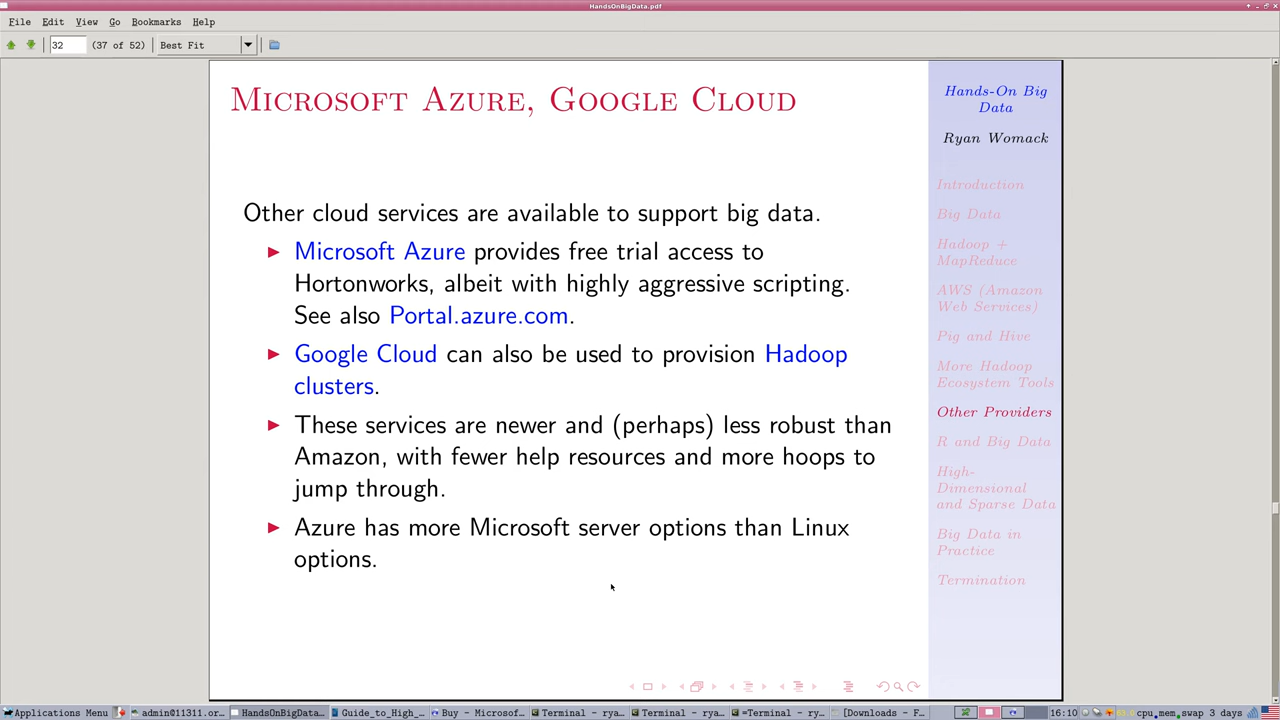 HandsOnBigData.pdf
File Edit View Go Bookmarks Help
32 (37 of 52) Best Fit
MICROSOFT AZURE, GOOGLE CLOUD
Other cloud services are available to support big data.
Microsoft Azure provides free trial access to
Hortonworks, albeit with highly aggressive scripting.
See also Portal.azure.com.
Google Cloud can also be used to provision Hadoop
clusters.
These services are newer and (perhaps) less robust than
Amazon, with fewer help resources and more hoops to
jump through.
Azure has more Microsoft server options than Linux
options.
Hands-On Big
Data
Ryan Womack
Introduction
Big Data
Hadoop +
MapReduce
AWS (Amazon
Web Services)
Pig and Hive
More Hadoop
Ecosystem Tools
Other Providers
R and Big Data
High-
Dimensional
and Sparse Data
Big Data in
Practice
Termination
Applications Menu admin@11311.or... HandsOnBigData... Guide_to_High_... Buy - Microsof... Terminal - rya... Terminal - rya... =Terminal - ry... [Downloads - F... 16:10 cpu mem swap 3 days